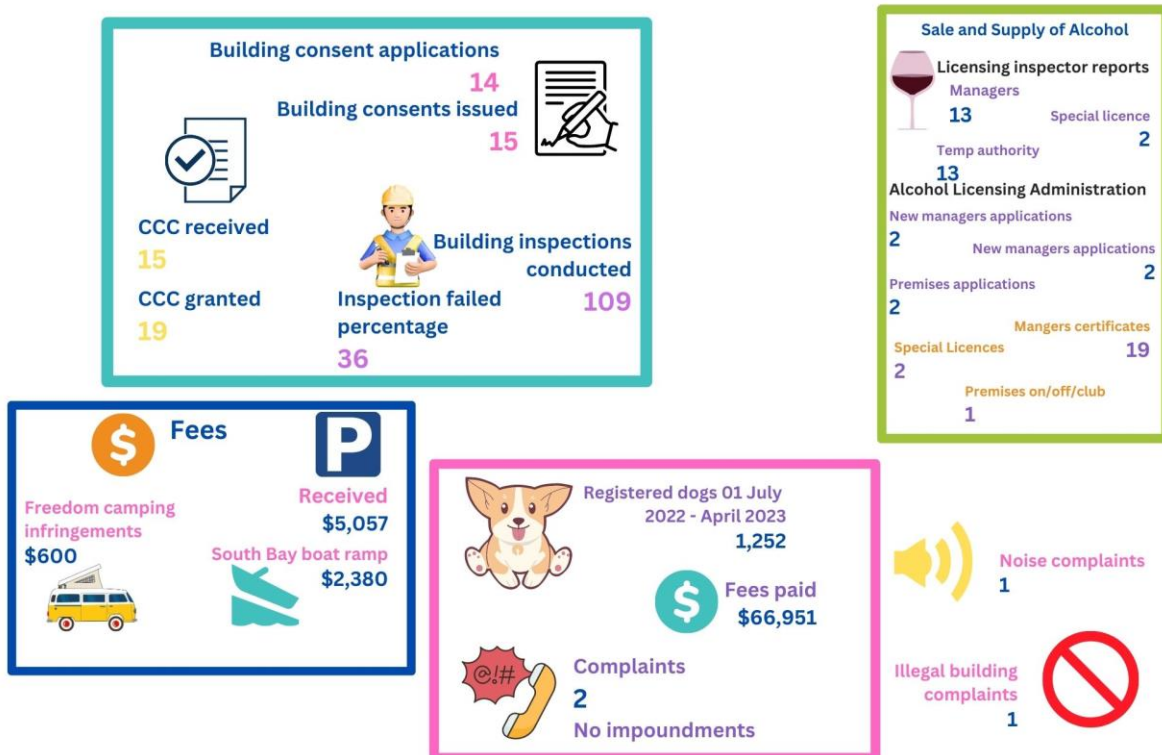 Building consent applications
14
Building consents issued
15
CCC received
15
CCC granted
19
Building inspections
conducted
109
Inspection failed
percentage
36
Sale and Supply of Alcohol
Licensing inspector reports
Managers
13
Special licence
2
Temp authority
13
Alcohol Licensing Administration
New managers applications
2
New managers applications
2
Premises applications
2
Mangers certificates
19
Special Licences
2
Premises on/off/club
1
$
Fees
P
Freedom camping
infringements
$600
Received
$5,057
South Bay boat ramp
$2,380
Registered dogs 01 July
2022 - April 2023
1,252
$
Fees paid
$66,951
@!#
Complaints
2
No impoundments
Noise complaints
1
Illegal building
complaints
1